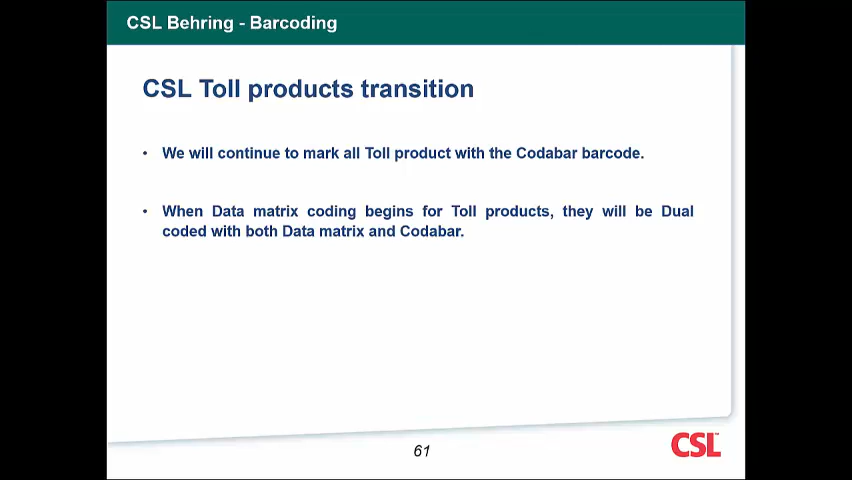 CSL Behring - Barcoding
CSL Toll products transition
• We will continue to mark all Toll product with the Codabar barcode.
• When Data matrix coding begins for Toll products, they will be Dual
coded with both Data matrix and Codabar.
61
CSL